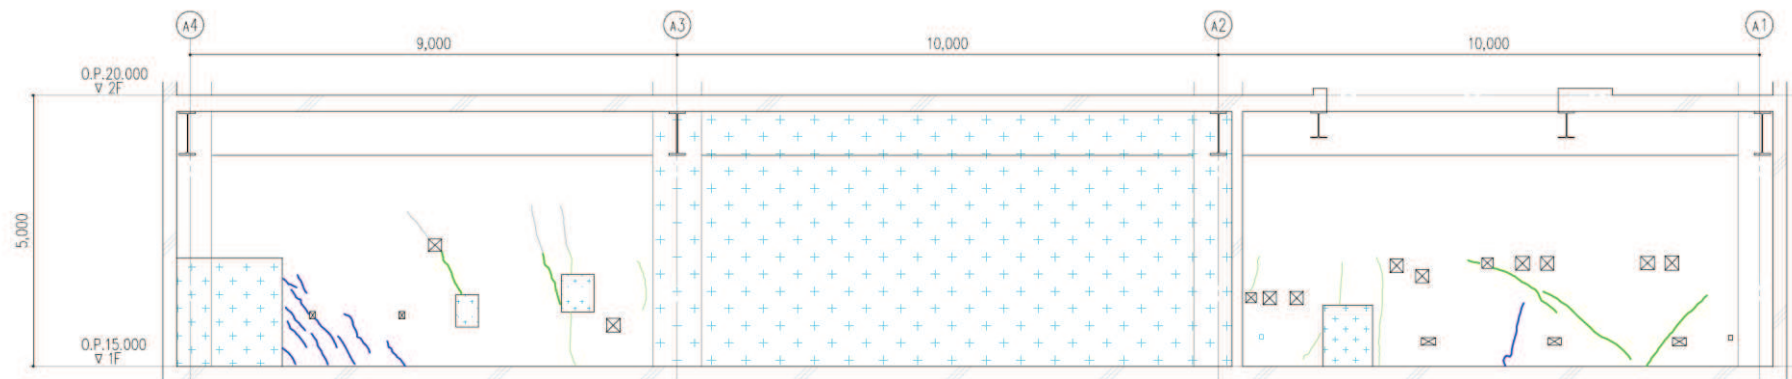 A4
A3
A2
A1
9,000
10,000
10,000
O.P.20.000
∇ 2F
5,000
O.P.15.000
∇ 1F